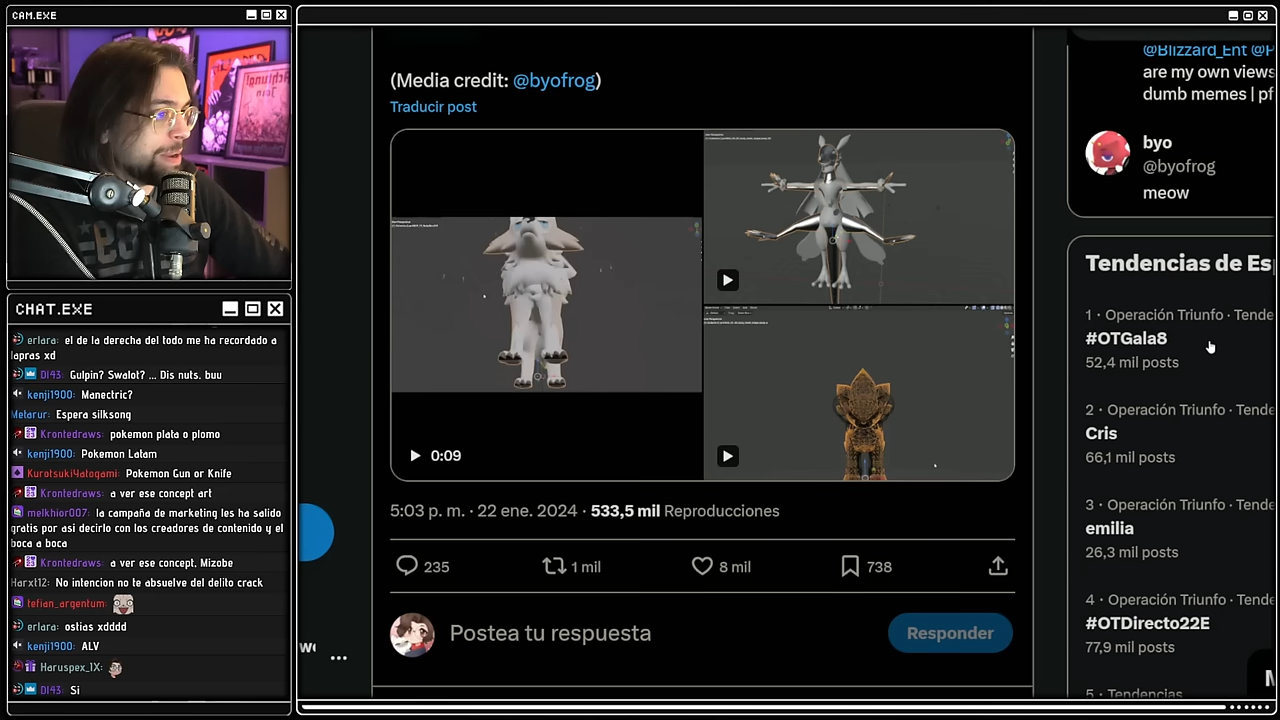 CAM.EXE
CHAT.EXE
erlara: el de la derecha del todo me ha recordado a
lapras xd
D143: Gulpin? Swalot? ... Dis nuts, buu
kenji1900: Manectric?
Metarur: Espera silksong
Krontedraws: pokemon plata o plomo
kenji1900: Pokemon Latam
KurotsukiYatogami: Pokemon Gun or Knife
Krontedraws: a ver ese concept art
melkhior007: la campaña de marketing les ha salido
gratis por asi decirlo con los creadores de contenido y el
boca a boca
Krontedraws: a ver ese concept, Mizobe
Harxt12: No intencion no te absuelve del delito crack
tefian_argentum:
erlara: ostias xdddd
kenji1900: ALV
Haruspex_1X:
D143: Si
(Media credit: @byofrog)
Traducir post
0:09
5:03 p. m. · 22 ene. 2024 · 533,5 mil Reproducciones
235
1 mil
8 mil
738
Postea tu respuesta
Responder
@Blizzard_Ent @P
are my own views
dumb memes | pf
byo
@byofrog
meow
Tendencias de Es
1 · Operación Triunfo · Tende
#OTGala8
52,4 mil posts
2 · Operación Triunfo · Tende
Cris
66,1 mil posts
3 · Operación Triunfo · Tende
emilia
26,3 mil posts
4 · Operación Triunfo · Tende
#OTDirecto22E
77,9 mil posts
5 · Tendencias